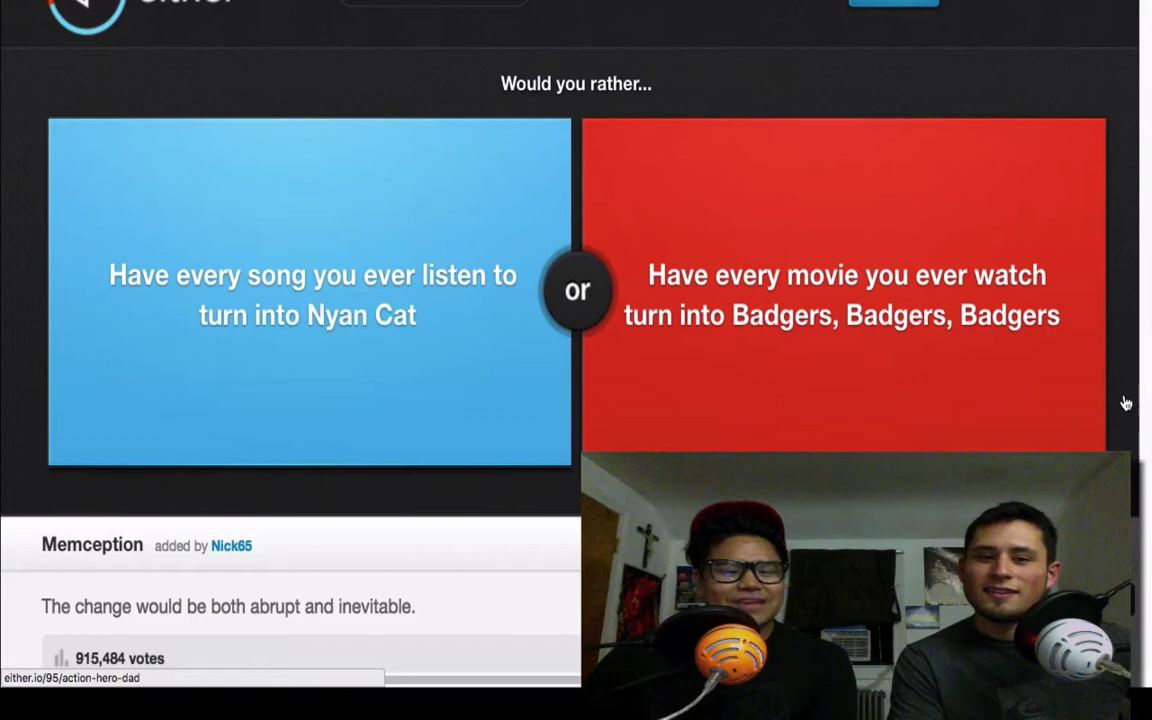 either
Would you rather...
Have every song you ever listen to
turn into Nyan Cat
or
Have every movie you ever watch
turn into Badgers, Badgers, Badgers
Memception added by Nick65
The change would be both abrupt and inevitable.
915,484 votes
either.io/95/action-hero-dad